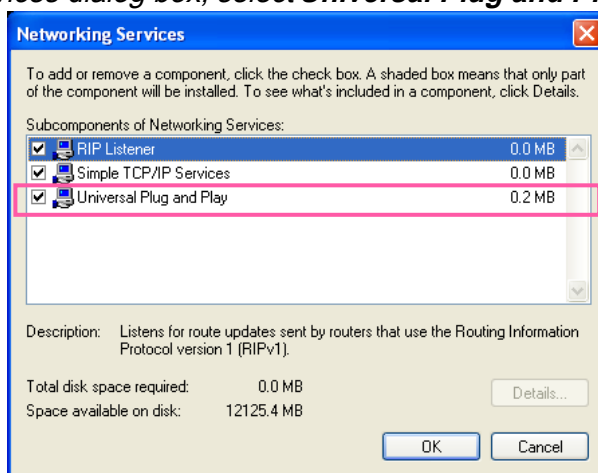 dialog box, select Universal Plug and
Networking Services
To add or remove a component, click the check box. A shaded box means that only part
of the component will be installed. To see what's included in a component, click Details.
Subcomponents of Networking Services:
RIP Listener 0.0 MB
Simple TCP/IP Services 0.0 MB
Universal Plug and Play 0.2 MB
Description: Listens for route updates sent by routers that use the Routing Information
Protocol version 1 (RIPv1).
Total disk space required: 0.0 MB
Details...
Space available on disk: 12125.4 MB
OK Cancel